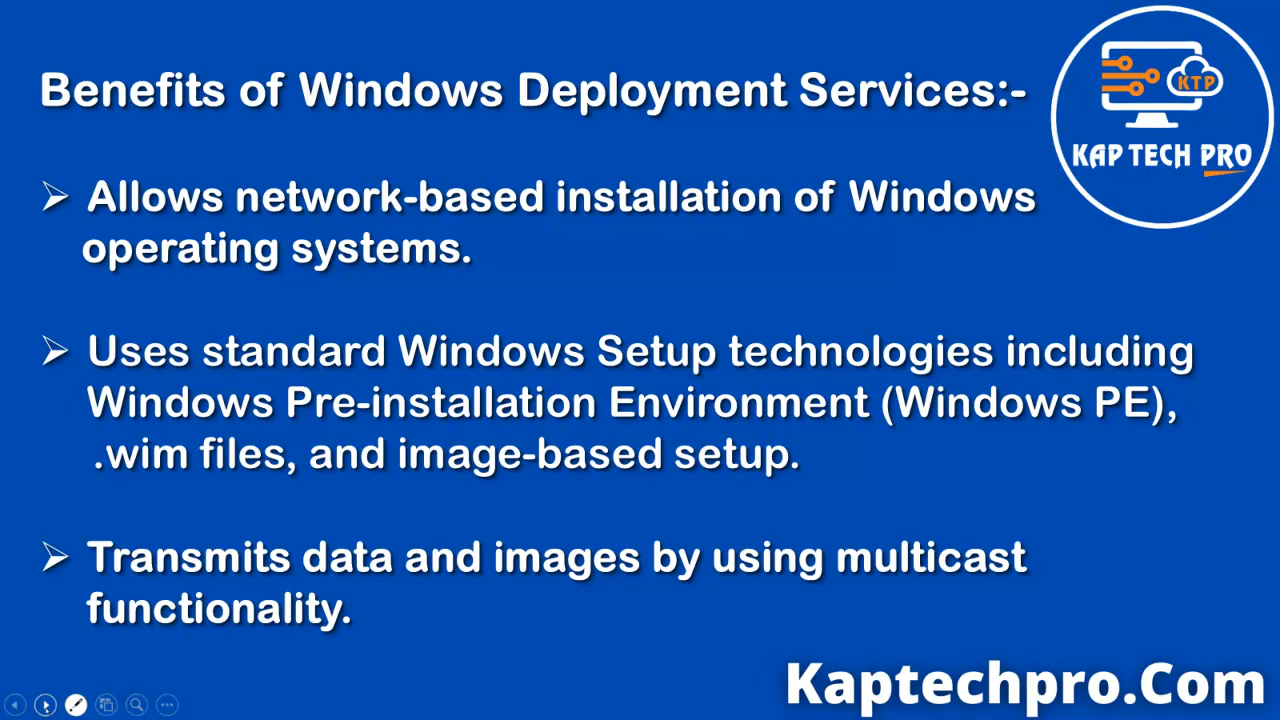 Benefits of Windows Deployment Services:-
KTP
KAP TECH PRO
➢ Allows network-based installation of Windows
operating systems.
➢ Uses standard Windows Setup technologies including
Windows Pre-installation Environment (Windows PE),
.wim files, and image-based setup.
➢ Transmits data and images by using multicast
functionality.
Kaptechpro.Com